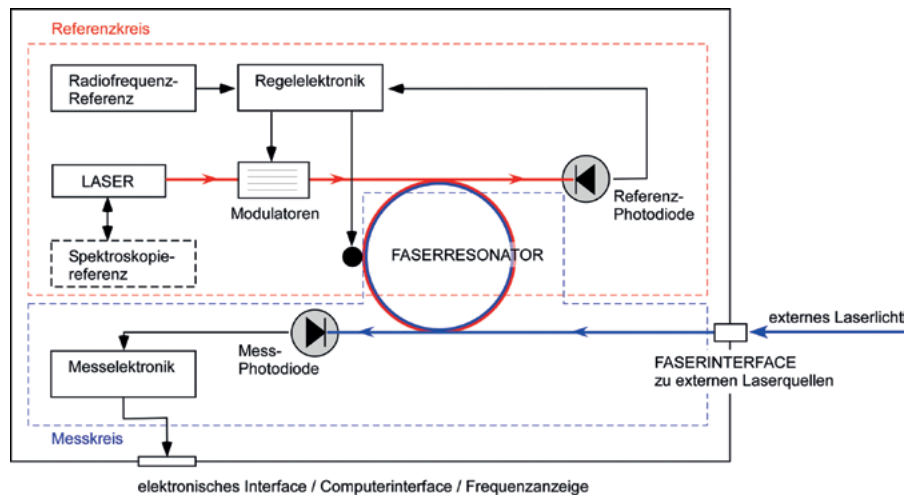 Referenzkreis
Radiofrequenz-
Referenz
Regelelektronik
LASER
Modulatoren
Referenz-
Photodiode
Spektroskopie-
referenz
FASERRESONATOR
externes Laserlicht
Mess-
Photodiode
Messelektronik
FASERINTERFACE
zu externen Laserquellen
Messkreis
elektronisches Interface / Computerinterface / Frequenzanzeige